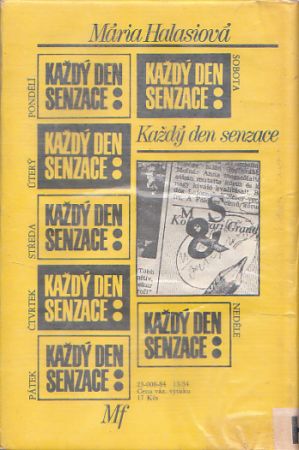 Mária Halasiová
PONDĚLÍ
KAŽDÝ DEN
SENZACE:
SOBOTA
KAŽDÝ DEN
SENZACE:
ÚTERÝ
KAŽDÝ DEN
SENZACE:
Každý den senzace
STŘEDA
KAŽDÝ DEN
SENZACE:
M S
&
ČTVRTEK
KAŽDÝ DEN
SENZACE:
NEDĚLE
KAŽDÝ DEN
SENZACE:
PÁTEK
KAŽDÝ DEN
SENZACE:
23-006-84 13/34
Cena váz. výtisku
17 Kčs
Mf